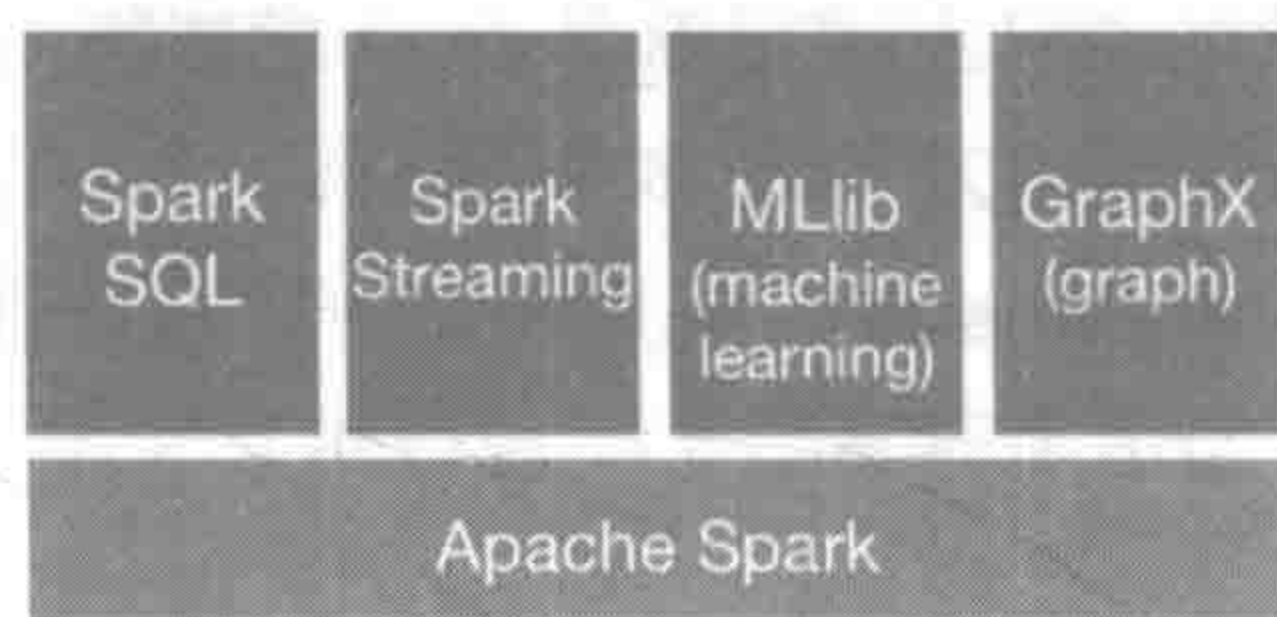 Spark
SQL
Spark
Streaming
MLlib
(machine
learning)
GraphX
(graph)
Apache Spark